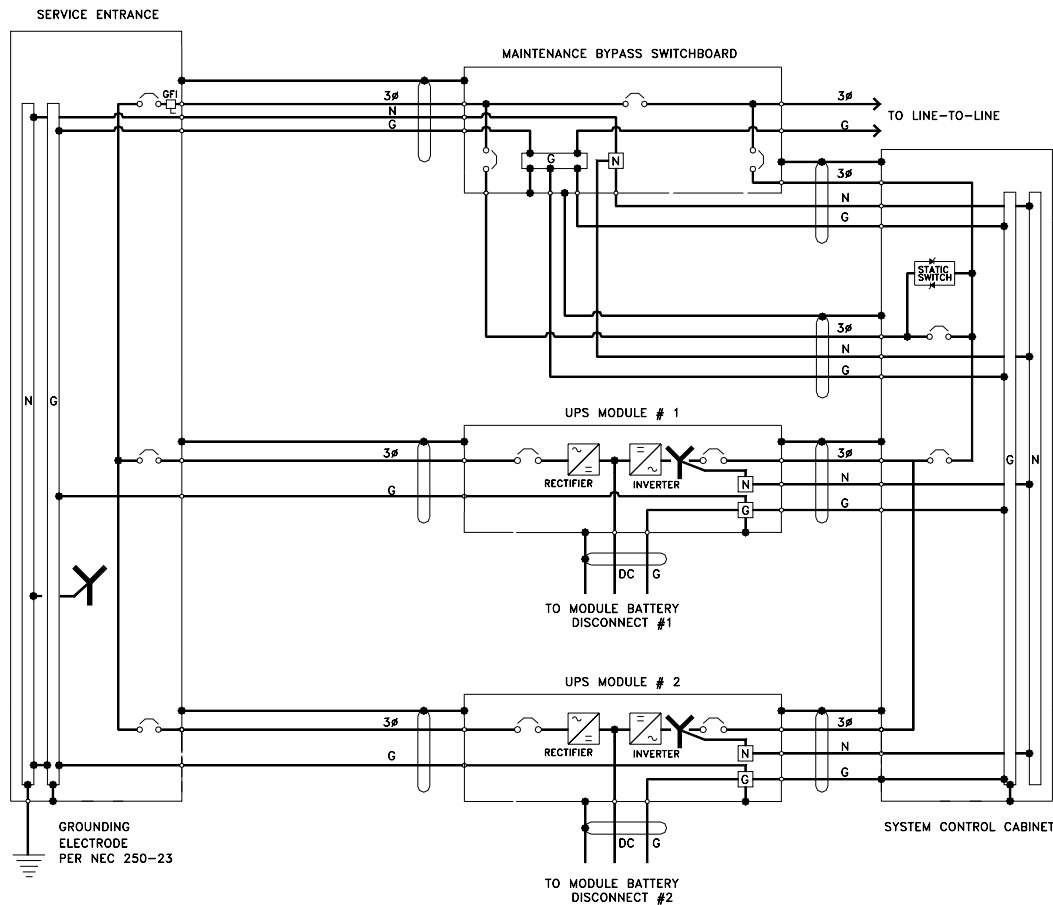 SERVICE ENTRANCE
MAINTENANCE BYPASS SWITCHBOARD
GFI
3ø
N
G
3ø
G
TO LINE-TO-LINE
G
N
3ø
N
G
STATIC
SWITCH
3ø
N
G
N
G
UPS MODULE # 1
3ø
3ø
RECTIFIER
INVERTER
N
N
G
N
G
G
G
DC
G
TO MODULE BATTERY
DISCONNECT #1
UPS MODULE # 2
3ø
3ø
RECTIFIER
INVERTER
N
N
G
G
G
DC
G
TO MODULE BATTERY
DISCONNECT #2
GROUNDING
ELECTRODE
PER NEC 250-23
SYSTEM CONTROL CABINET